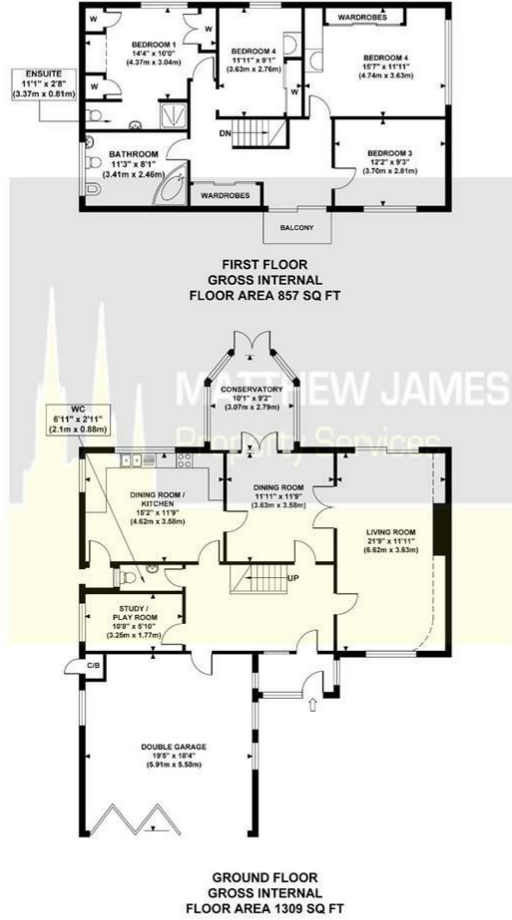 BEDROOM 1
14'4" x 10'0"
(4.37m x 3.04m)
W
W
BEDROOM 4
11'11" x 9'1"
(3.63m x 2.76m)
W
WARDROBES
BEDROOM 4
15'7" x 11'11"
(4.74m x 3.63m)
ENSUITE
11'1" x 2'8"
(3.37m x 0.81m)
BATHROOM
11'3" x 8'1"
(3.41m x 2.46m)
DN
BEDROOM 3
12'2" x 9'3"
(3.70m x 2.81m)
WARDROBES
BALCONY
FIRST FLOOR
GROSS INTERNAL
FLOOR AREA 857 SQ FT
MATTHEW JAMES
Property Services
CONSERVATORY
10'1" x 9'2"
(3.07m x 2.79m)
WC
6'11" x 2'11"
(2.1m x 0.88m)
DINING ROOM /
KITCHEN
15'2" x 11'9"
(4.62m x 3.58m)
DINING ROOM
11'11" x 11'9"
(3.63m x 3.58m)
LIVING ROOM
21'9" x 11'11"
(6.62m x 3.63m)
UP
STUDY /
PLAY ROOM
10'8" x 5'10"
(3.25m x 1.77m)
C/B
DOUBLE GARAGE
19'5" x 18'4"
(5.91m x 5.58m)
GROUND FLOOR
GROSS INTERNAL
FLOOR AREA 1309 SQ FT